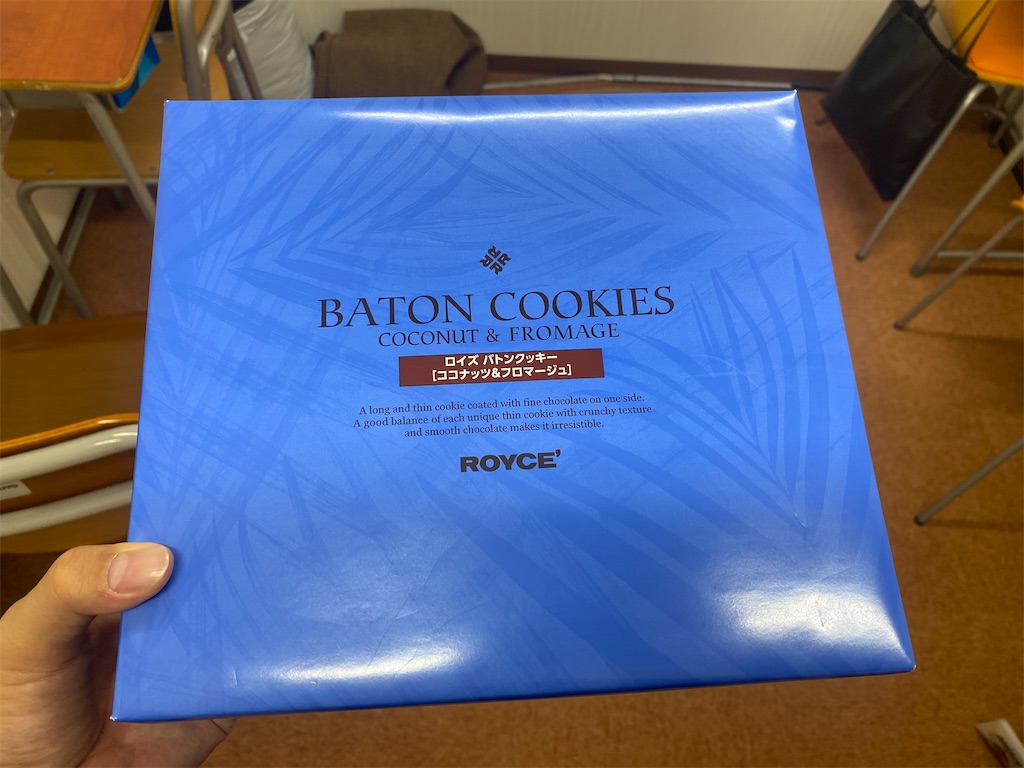 BATON COOKIES
COCONUT & FROMAGE
ロイズ バトンクッキー
[ココナッツ&フロマージュ]
A long and thin cookie coated with fine chocolate on one side.
A good balance of each unique thin cookie with crunchy texture
and smooth chocolate makes it irresistible.
ROYCE'